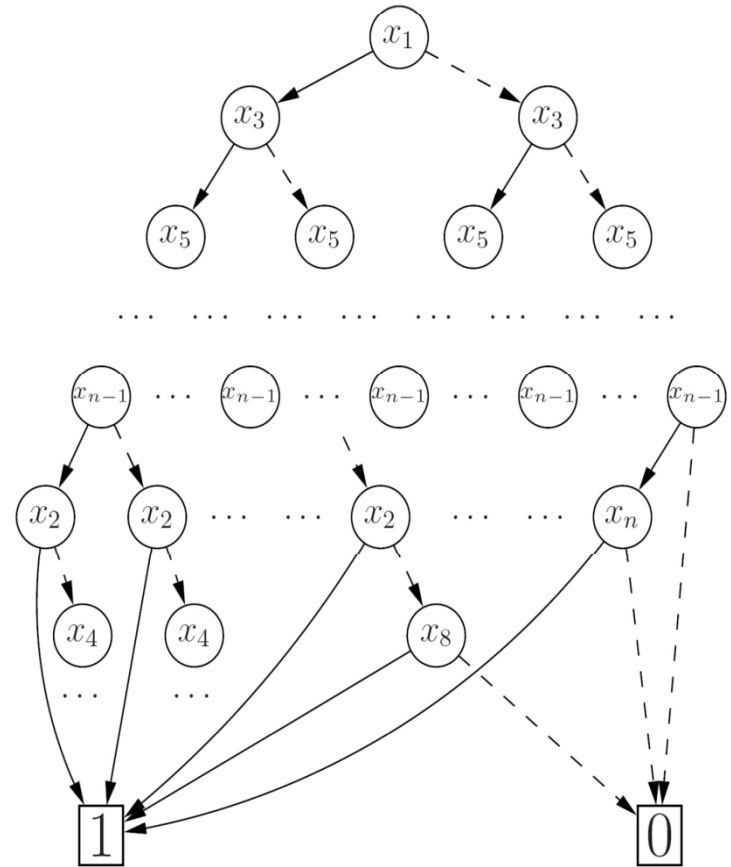 x₁
x₃ x₃
x₅ x₅ x₅ x₅
⋯ ⋯ ⋯ ⋯ ⋯ ⋯ ⋯ ⋯
xₙ₋₁ ⋯ xₙ₋₁ ⋯ xₙ₋₁ ⋯ xₙ₋₁ ⋯ xₙ₋₁
x₂ x₂ ⋯ ⋯ x₂ ⋯ ⋯ xₙ
x₄ x₄ x₈
⋯ ⋯
1 0